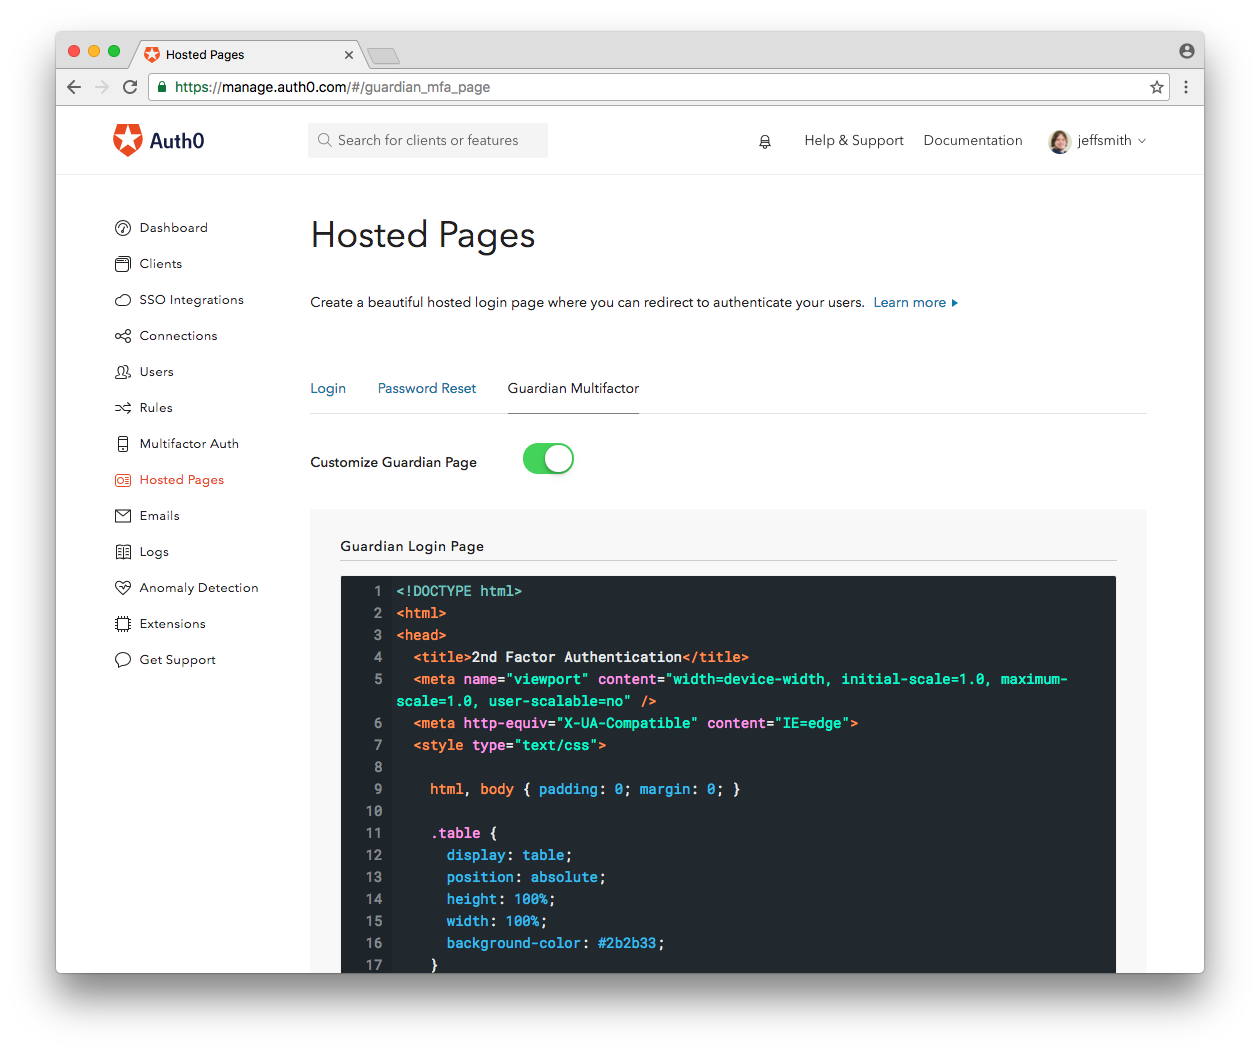 Hosted Pages
https://manage.auth0.com/#/guardian_mfa_page
Auth0
Search for clients or features
Help & Support
Documentation
jeffsmith
Dashboard
Clients
SSO Integrations
Connections
Users
Rules
Multifactor Auth
Hosted Pages
Emails
Logs
Anomaly Detection
Extensions
Get Support
Hosted Pages
Create a beautiful hosted login page where you can redirect to authenticate your users. Learn more
Login Password Reset Guardian Multifactor
Customize Guardian Page
Guardian Login Page
1 <!DOCTYPE html>
2 <html>
3 <head>
4 <title>2nd Factor Authentication</title>
5 <meta name="viewport" content="width=device-width, initial-scale=1.0, maximum-
scale=1.0, user-scalable=no" />
6 <meta http-equiv="X-UA-Compatible" content="IE=edge">
7 <style type="text/css">
8
9 html, body { padding: 0; margin: 0; }
10
11 .table {
12 display: table;
13 position: absolute;
14 height: 100%;
15 width: 100%;
16 background-color: #2b2b33;
17 }